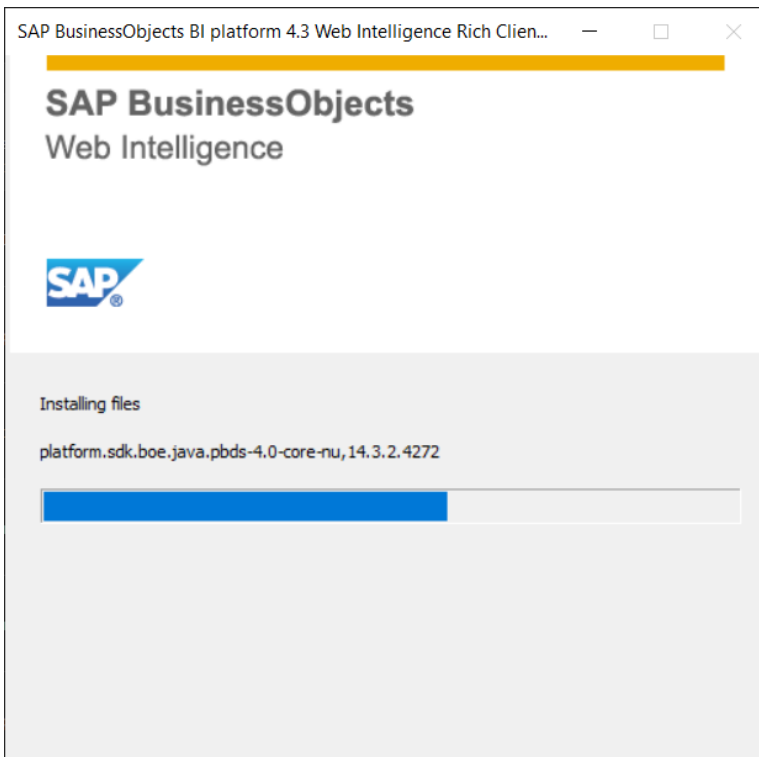 SAP BusinessObjects BI platform 4.3 Web Intelligence Rich Clien...
SAP BusinessObjects
Web Intelligence
SAP®
Installing files
platform.sdk.boe.java.pbds-4.0-core-nu,14.3.2.4272